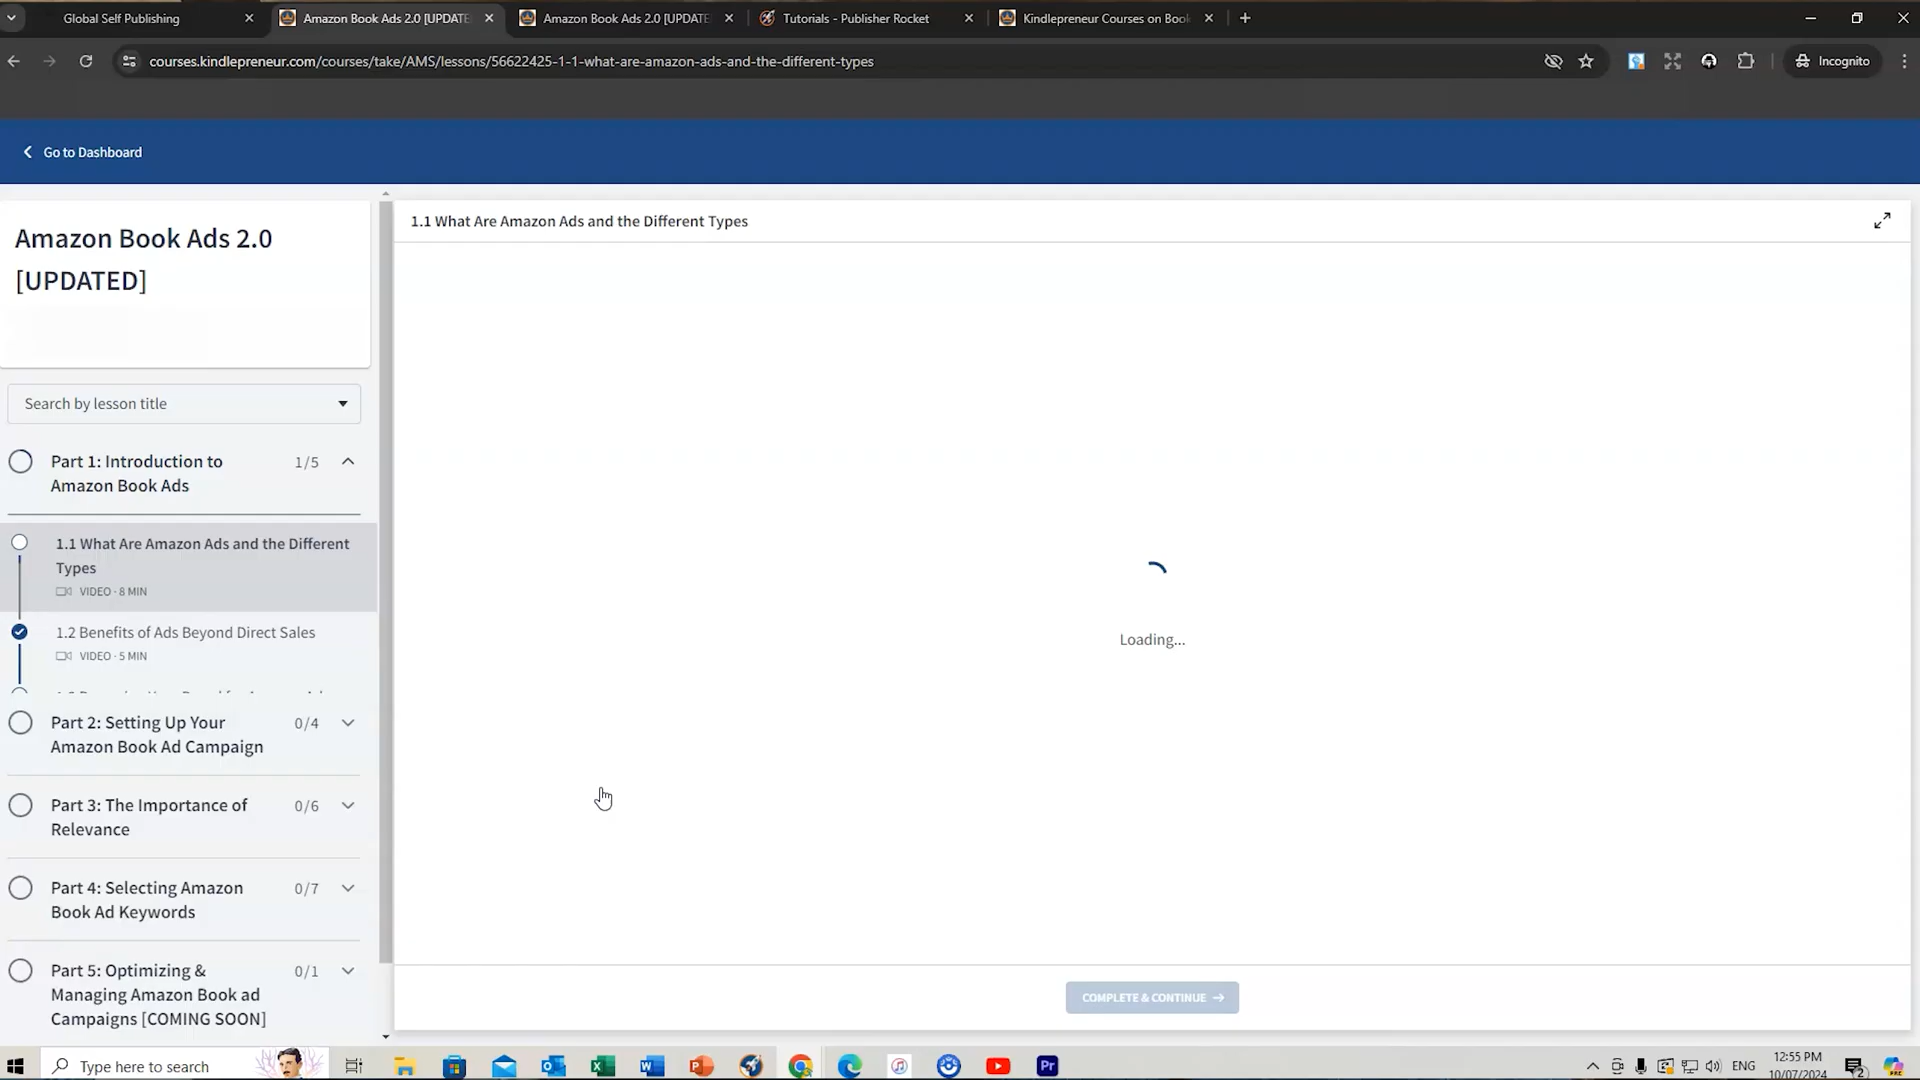 Global Self Publishing
Amazon Book Ads 2.0 [UPDATE
Amazon Book Ads 2.0 [UPDATE
Tutorials - Publisher Rocket
Kindlepreneur Courses on Book
courses.kindlepreneur.com/courses/take/AMS/lessons/56622425-1-1-what-are-amazon-ads-and-the-different-types
Incognito
Go to Dashboard
Amazon Book Ads 2.0
[UPDATED]
1.1 What Are Amazon Ads and the Different Types
Search by lesson title
Part 1: Introduction to
Amazon Book Ads
1/5
1.1 What Are Amazon Ads and the Different
Types
VIDEO · 8 MIN
1.2 Benefits of Ads Beyond Direct Sales
VIDEO · 5 MIN
Part 2: Setting Up Your
Amazon Book Ad Campaign
0/4
Part 3: The Importance of
Relevance
0/6
Part 4: Selecting Amazon
Book Ad Keywords
0/7
Part 5: Optimizing &
Managing Amazon Book ad
Campaigns [COMING SOON]
0/1
Loading...
COMPLETE & CONTINUE
Type here to search
ENG
12:55 PM
10/07/2024